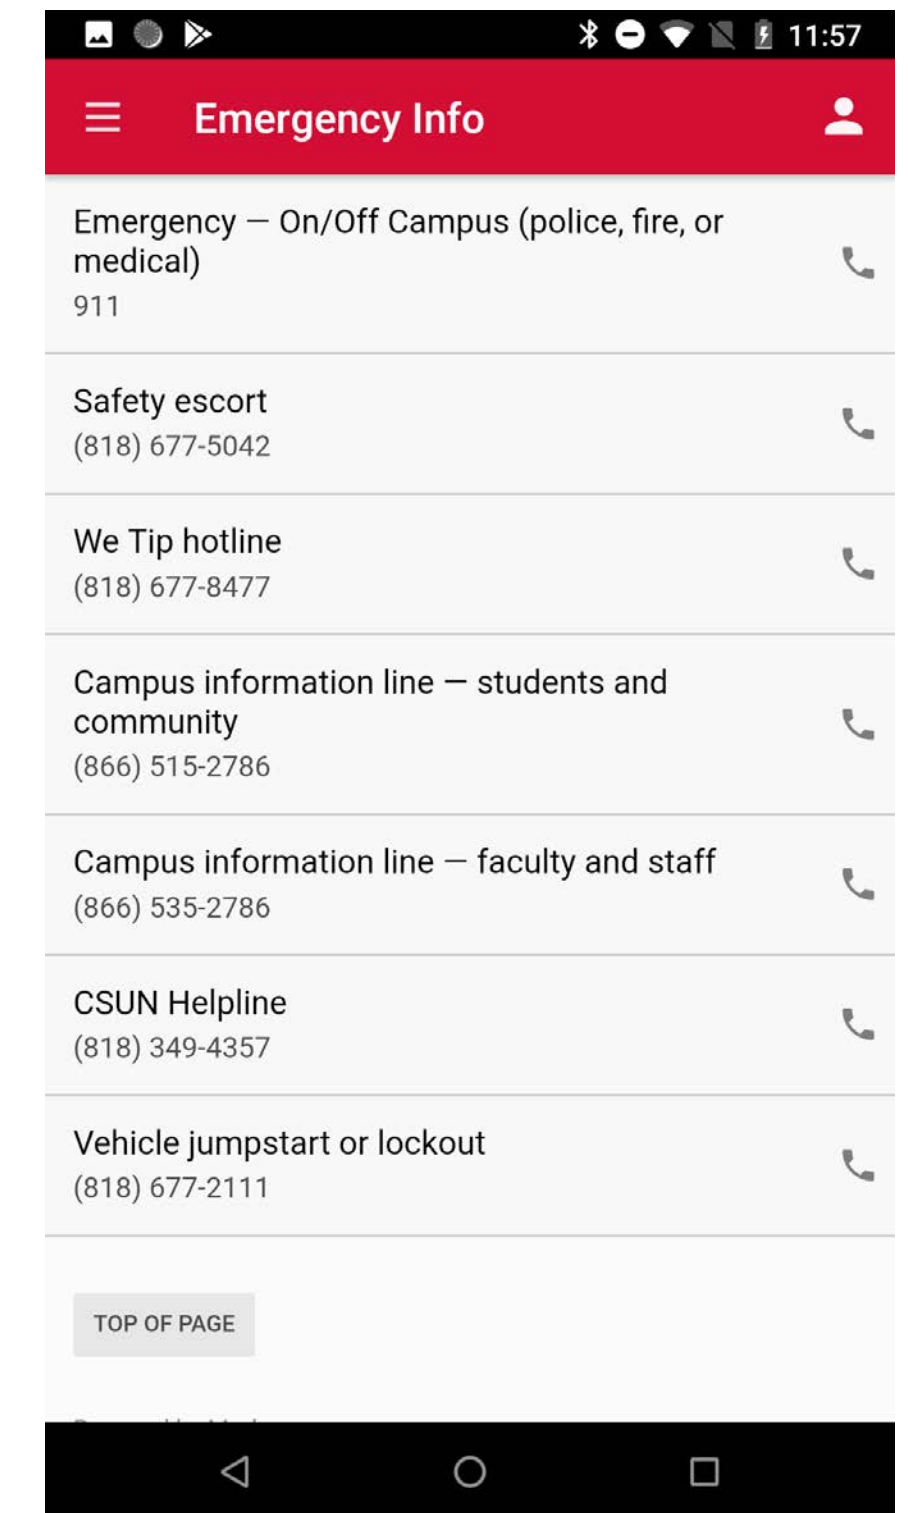 11:57
Emergency Info
Emergency — On/Off Campus (police, fire, or
medical)
911
Safety escort
(818) 677-5042
We Tip hotline
(818) 677-8477
Campus information line — students and
community
(866) 515-2786
Campus information line — faculty and staff
(866) 535-2786
CSUN Helpline
(818) 349-4357
Vehicle jumpstart or lockout
(818) 677-2111
TOP OF PAGE